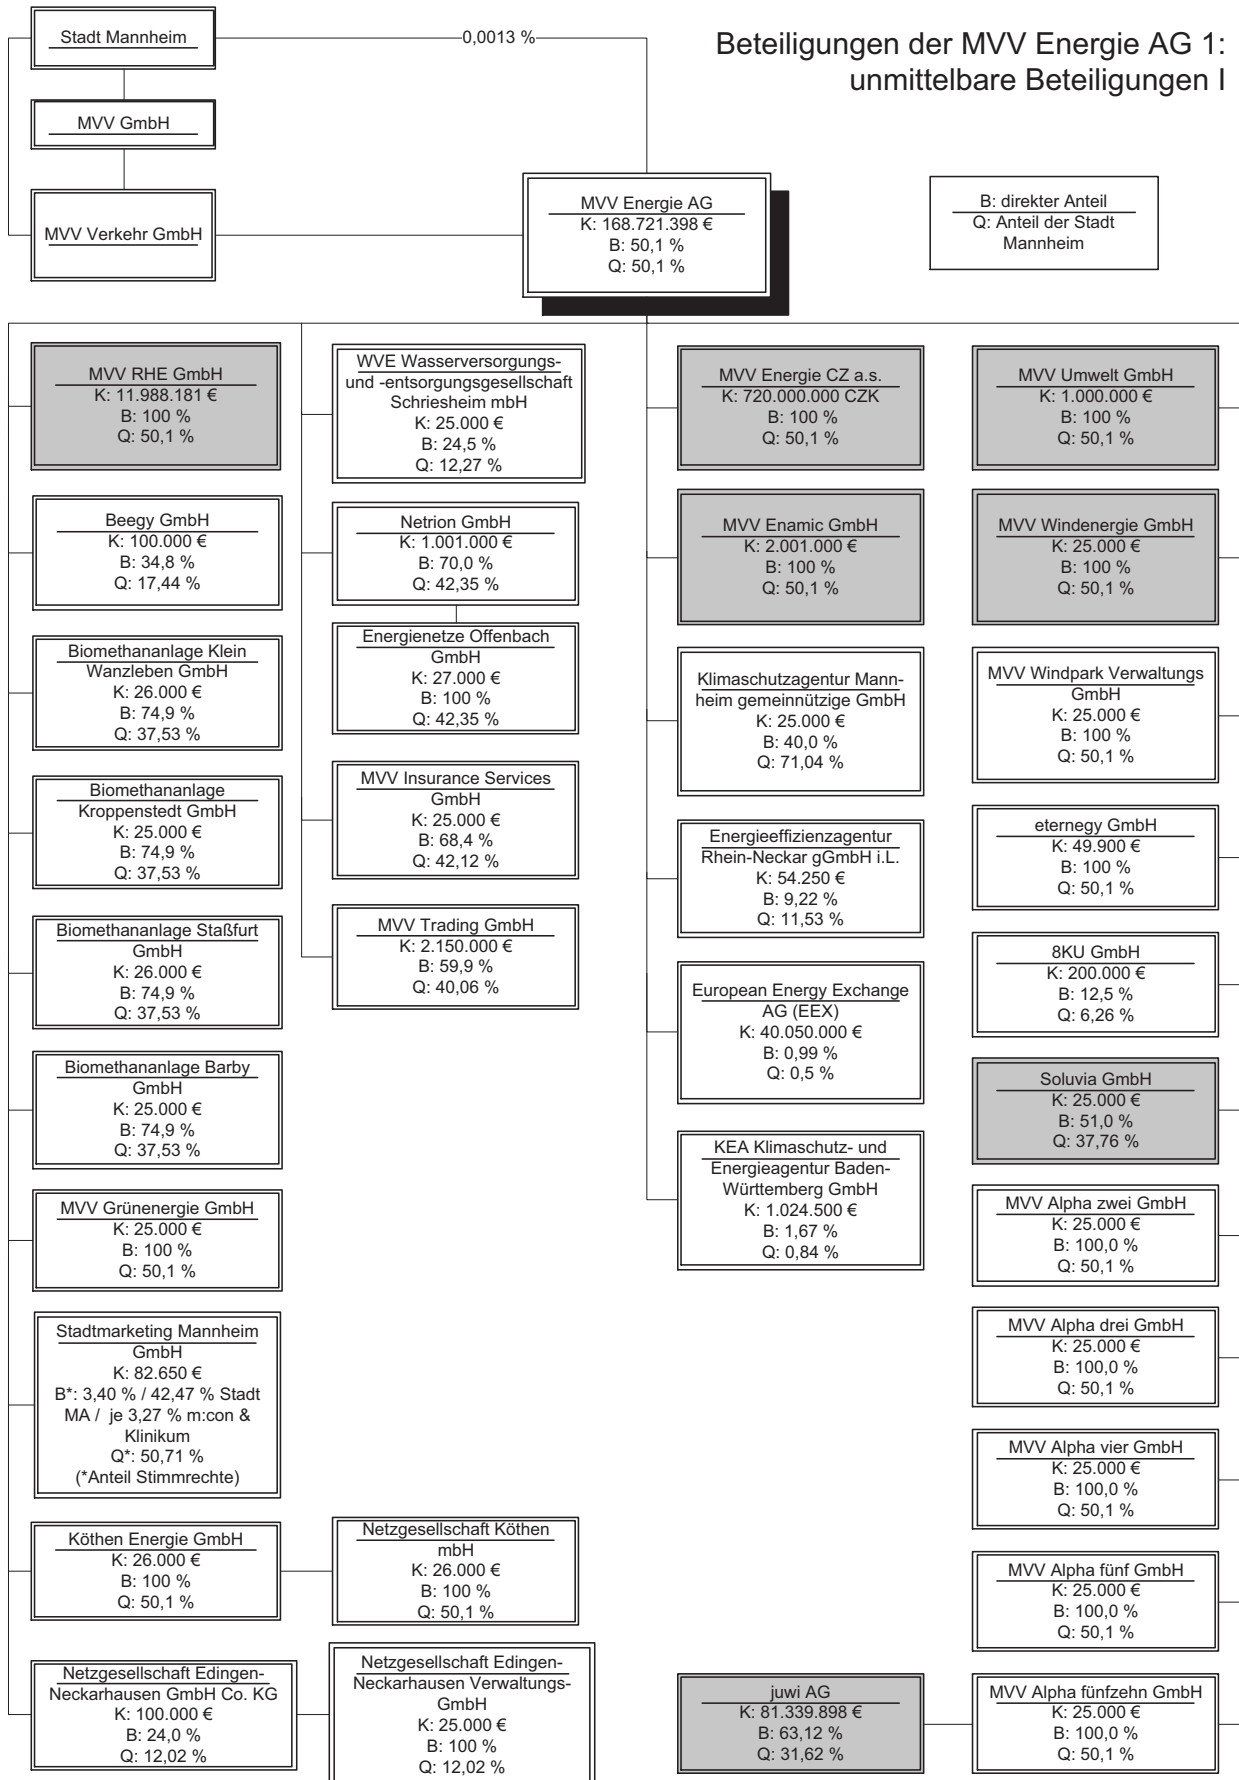 Stadt Mannheim
0,0013 %
Beteiligungen der MVV Energie AG 1:
unmittelbare Beteiligungen I
MVV GmbH
MVV Verkehr GmbH
MVV Energie AG
K: 168.721.398 €
B: 50,1 %
Q: 50,1 %
B: direkter Anteil
Q: Anteil der Stadt
Mannheim
MVV RHE GmbH
K: 11.988.181 €
B: 100 %
Q: 50,1 %
Beegy GmbH
K: 100.000 €
B: 34,8 %
Q: 17,44 %
Biomethananlage Klein
Wanzleben GmbH
K: 26.000 €
B: 74,9 %
Q: 37,53 %
Biomethananlage
Kroppenstedt GmbH
K: 25.000 €
B: 74,9 %
Q: 37,53 %
Biomethananlage Staßfurt
GmbH
K: 26.000 €
B: 74,9 %
Q: 37,53 %
Biomethananlage Barby
GmbH
K: 25.000 €
B: 74,9 %
Q: 37,53 %
MVV Grünenergie GmbH
K: 25.000 €
B: 100 %
Q: 50,1 %
Stadtmarketing Mannheim
GmbH
K: 82.650 €
B*: 3,40 % / 42,47 % Stadt
MA / je 3,27 % m:con &
Klinikum
Q*: 50,71 %
(*Anteil Stimmrechte)
Köthen Energie GmbH
K: 26.000 €
B: 100 %
Q: 50,1 %
Netzgesellschaft Edingen-
Neckarhausen GmbH Co. KG
K: 100.000 €
B: 24,0 %
Q: 12,02 %
WVE Wasserversorgungs-
und -entsorgungsgesellschaft
Schriesheim mbH
K: 25.000 €
B: 24,5 %
Q: 12,27 %
Netrion GmbH
K: 1.001.000 €
B: 70,0 %
Q: 42,35 %
Energienetze Offenbach
GmbH
K: 27.000 €
B: 100 %
Q: 42,35 %
MVV Insurance Services
GmbH
K: 25.000 €
B: 68,4 %
Q: 42,12 %
MVV Trading GmbH
K: 2.150.000 €
B: 59,9 %
Q: 40,06 %
Netzgesellschaft Köthen
mbH
K: 26.000 €
B: 100 %
Q: 50,1 %
Netzgesellschaft Edingen-
Neckarhausen Verwaltungs-
GmbH
K: 25.000 €
B: 100 %
Q: 12,02 %
MVV Energie CZ a.s.
K: 720.000.000 CZK
B: 100 %
Q: 50,1 %
MVV Enamic GmbH
K: 2.001.000 €
B: 100 %
Q: 50,1 %
Klimaschutzagentur Mann-
heim gemeinnützige GmbH
K: 25.000 €
B: 40,0 %
Q: 71,04 %
Energieeffizienzagentur
Rhein-Neckar gGmbH i.L.
K: 54.250 €
B: 9,22 %
Q: 11,53 %
European Energy Exchange
AG (EEX)
K: 40.050.000 €
B: 0,99 %
Q: 0,5 %
KEA Klimaschutz- und
Energieagentur Baden-
Württemberg GmbH
K: 1.024.500 €
B: 1,67 %
Q: 0,84 %
juwi AG
K: 81.339.898 €
B: 63,12 %
Q: 31,62 %
MVV Umwelt GmbH
K: 1.000.000 €
B: 100 %
Q: 50,1 %
MVV Windenergie GmbH
K: 25.000 €
B: 100 %
Q: 50,1 %
MVV Windpark Verwaltungs
GmbH
K: 25.000 €
B: 100 %
Q: 50,1 %
eternegy GmbH
K: 49.900 €
B: 100 %
Q: 50,1 %
8KU GmbH
K: 200.000 €
B: 12,5 %
Q: 6,26 %
Soluvia GmbH
K: 25.000 €
B: 51,0 %
Q: 37,76 %
MVV Alpha zwei GmbH
K: 25.000 €
B: 100,0 %
Q: 50,1 %
MVV Alpha drei GmbH
K: 25.000 €
B: 100,0 %
Q: 50,1 %
MVV Alpha vier GmbH
K: 25.000 €
B: 100,0 %
Q: 50,1 %
MVV Alpha fünf GmbH
K: 25.000 €
B: 100,0 %
Q: 50,1 %
MVV Alpha fünfzehn GmbH
K: 25.000 €
B: 100,0 %
Q: 50,1 %